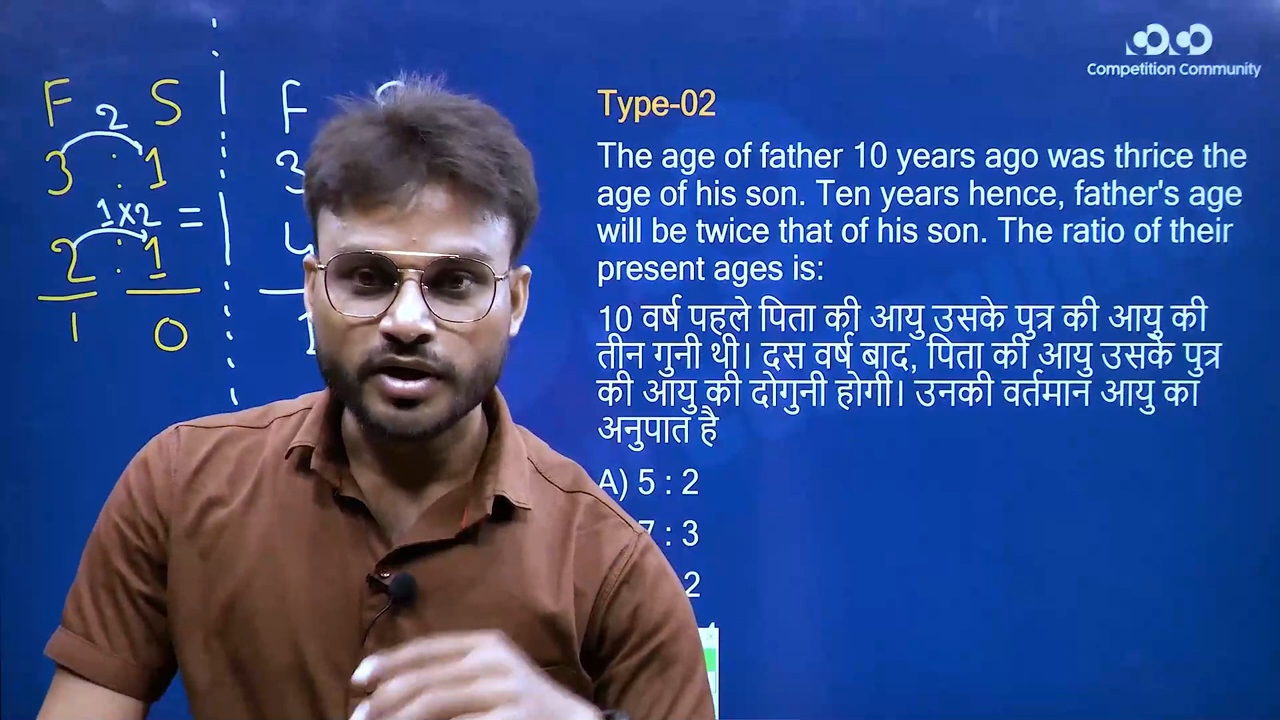 Competition Community
F S
2
3 : 1
1x2 =
2 : 1
1 0
F
3
4
1
Type-02
The age of father 10 years ago was thrice the
age of his son. Ten years hence, father's age
will be twice that of his son. The ratio of their
present ages is:
10 वर्ष पहले पिता की आयु उसके पुत्र की आयु की
तीन गुनी थी। दस वर्ष बाद, पिता की आयु उसके पुत्र
की आयु की दोगुनी होगी। उनकी वर्तमान आयु का
अनुपात है
A) 5 : 2
7 : 3
2